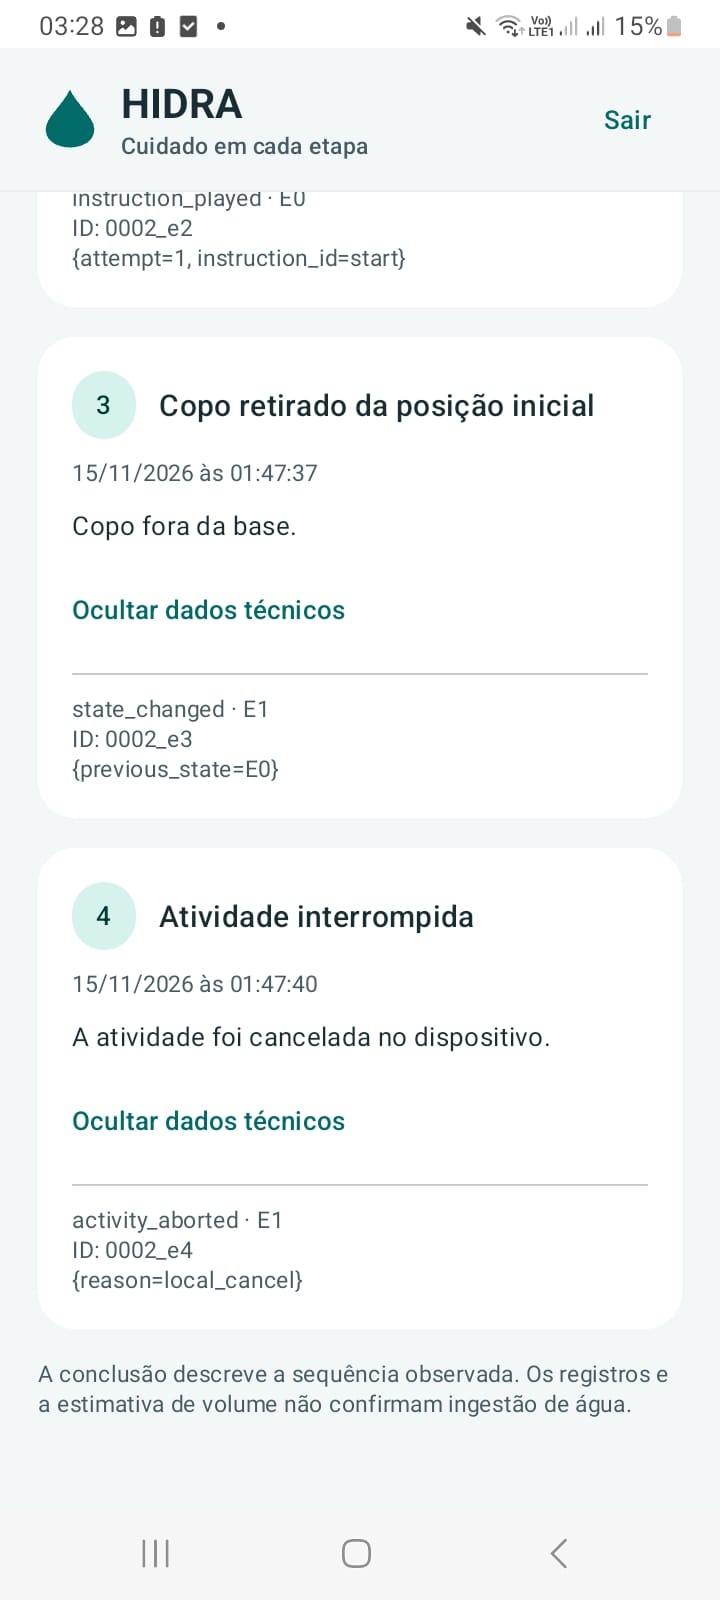 03:28
Vo))
LTE1
15%
HIDRA
Cuidado em cada etapa
Sair
instruction_played · E0
ID: 0002_e2
{attempt=1, instruction_id=start}
3
Copo retirado da posição inicial
15/11/2026 às 01:47:37
Copo fora da base.
Ocultar dados técnicos
state_changed · E1
ID: 0002_e3
{previous_state=E0}
4
Atividade interrompida
15/11/2026 às 01:47:40
A atividade foi cancelada no dispositivo.
Ocultar dados técnicos
activity_aborted · E1
ID: 0002_e4
{reason=local_cancel}
A conclusão descreve a sequência observada. Os registros e
a estimativa de volume não confirmam ingestão de água.